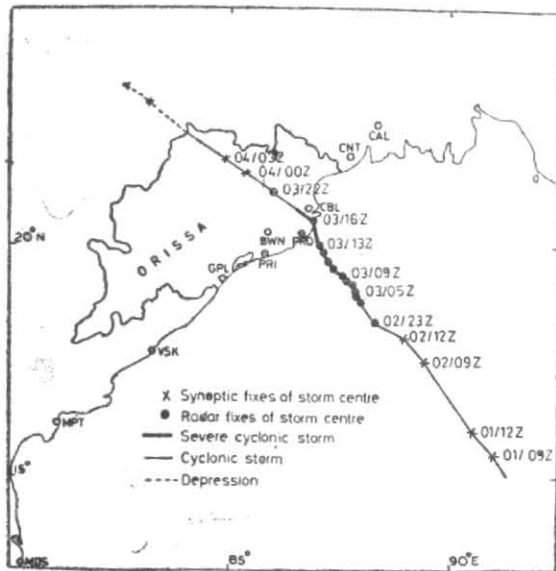 CAL
CNT
04/03Z
04/00Z
03/22Z
CBL
03/16Z
20°N
BWN
PRD
03/13Z
ORISSA
PRI
03/09Z
GPL
03/05Z
02/23Z
02/12Z
VSK
02/09Z
× Synoptic fixes of storm centre
● Radar fixes of storm centre
Severe cyclonic storm
Cyclonic storm
Depression
MPT
01/12Z
15°
01/09Z
MDS
85°
90°E